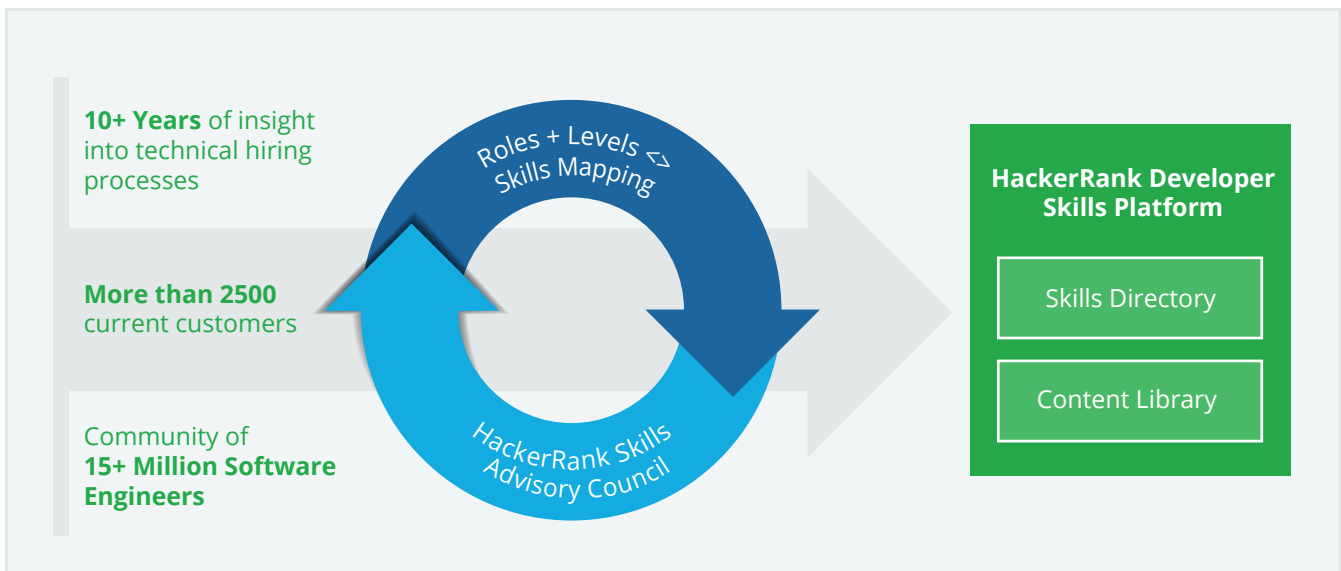 10+ Years of insight
into technical hiring
processes
More than 2500
current customers
Community of
15+ Million Software
Engineers
Roles + Levels <>
Skills Mapping
HackerRank Skills
Advisory Council
HackerRank Developer
Skills Platform
Skills Directory
Content Library